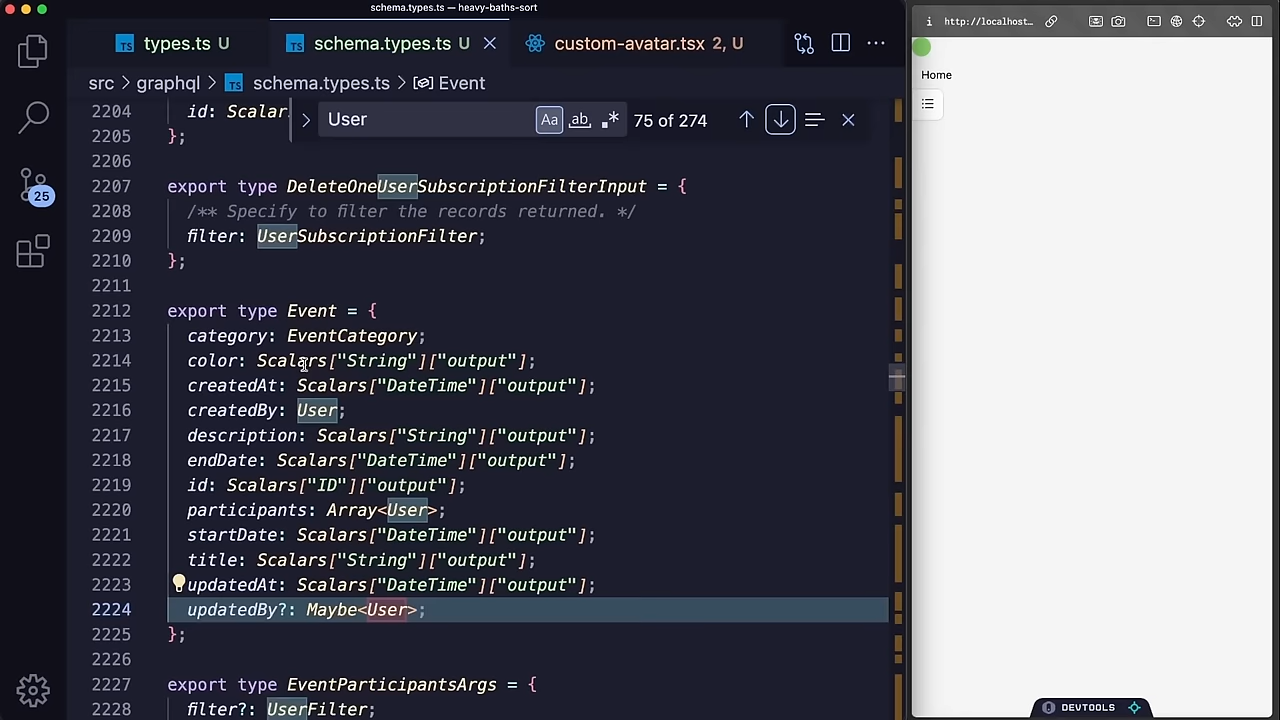 schema.types.ts — heavy-baths-sort
TS types.ts U
TS schema.types.ts U
custom-avatar.tsx 2, U
src > graphql > TS schema.types.ts > Event
User
Aa
ab
75 of 274
25
2204 id: Scalar
2205 };
2206
2207 export type DeleteOneUserSubscriptionFilterInput = {
2208 /** Specify to filter the records returned. */
2209 filter: UserSubscriptionFilter;
2210 };
2211
2212 export type Event = {
2213 category: EventCategory;
2214 color: Scalars["String"]["output"];
2215 createdAt: Scalars["DateTime"]["output"];
2216 createdBy: User;
2217 description: Scalars["String"]["output"];
2218 endDate: Scalars["DateTime"]["output"];
2219 id: Scalars["ID"]["output"];
2220 participants: Array<User>;
2221 startDate: Scalars["DateTime"]["output"];
2222 title: Scalars["String"]["output"];
2223 updatedAt: Scalars["DateTime"]["output"];
2224 updatedBy?: Maybe<User>;
2225 };
2226
2227 export type EventParticipantsArgs = {
2228 filter?: UserFilter;
http://localhost…
Home
DEVTOOLS